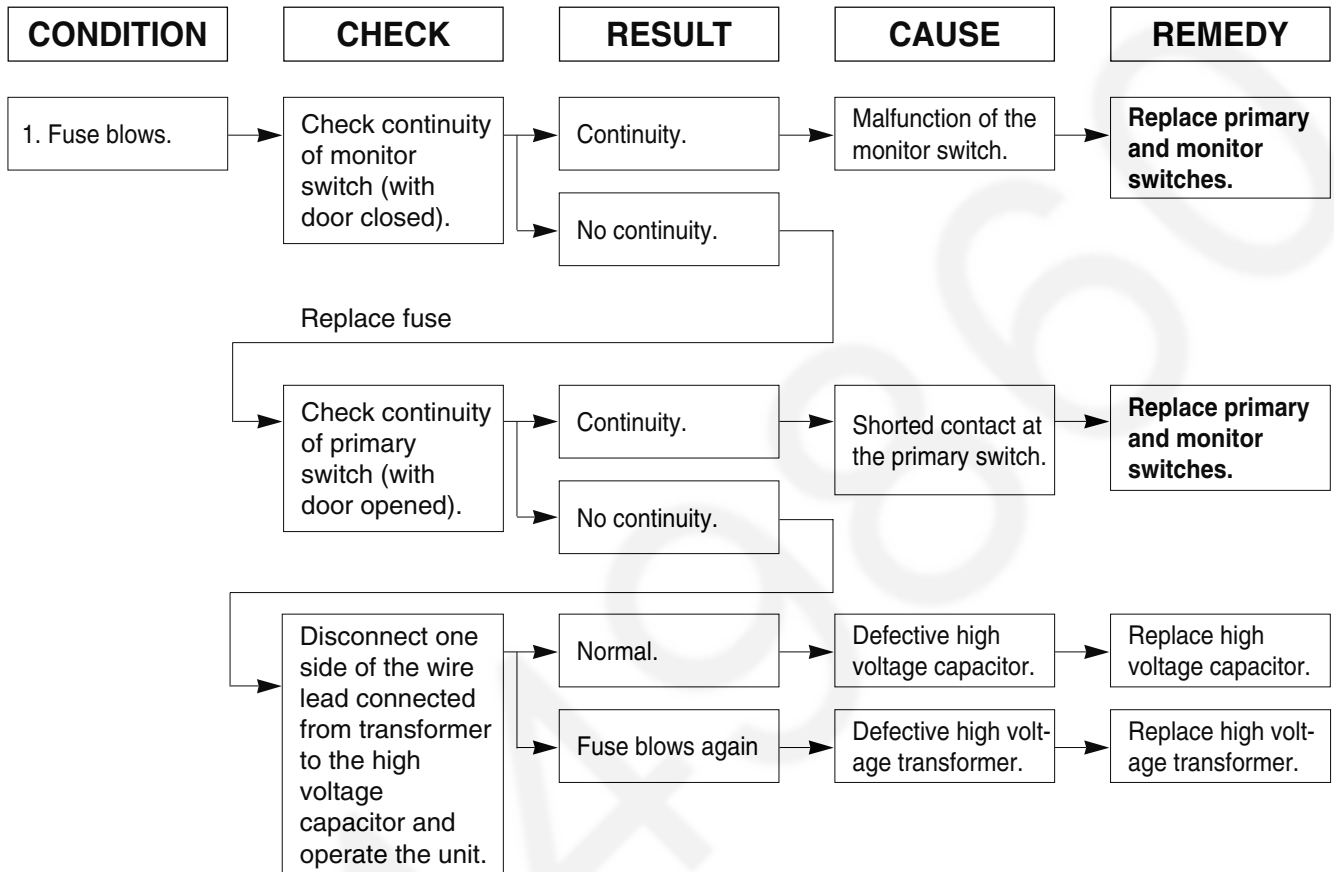 CONDITION
CHECK
RESULT
CAUSE
REMEDY
1. Fuse blows.
Check continuity
of monitor
switch (with
door closed).
Continuity.
Malfunction of the
monitor switch.
Replace primary
and monitor
switches.
No continuity.
Replace fuse
Check continuity
of primary
switch (with
door opened).
Continuity.
Shorted contact at
the primary switch.
Replace primary
and monitor
switches.
No continuity.
Disconnect one
side of the wire
lead connected
from transformer
to the high
voltage
capacitor and
operate the unit.
Normal.
Defective high
voltage capacitor.
Replace high
voltage capacitor.
Fuse blows again
Defective high volt-
age transformer.
Replace high volt-
age transformer.
49860